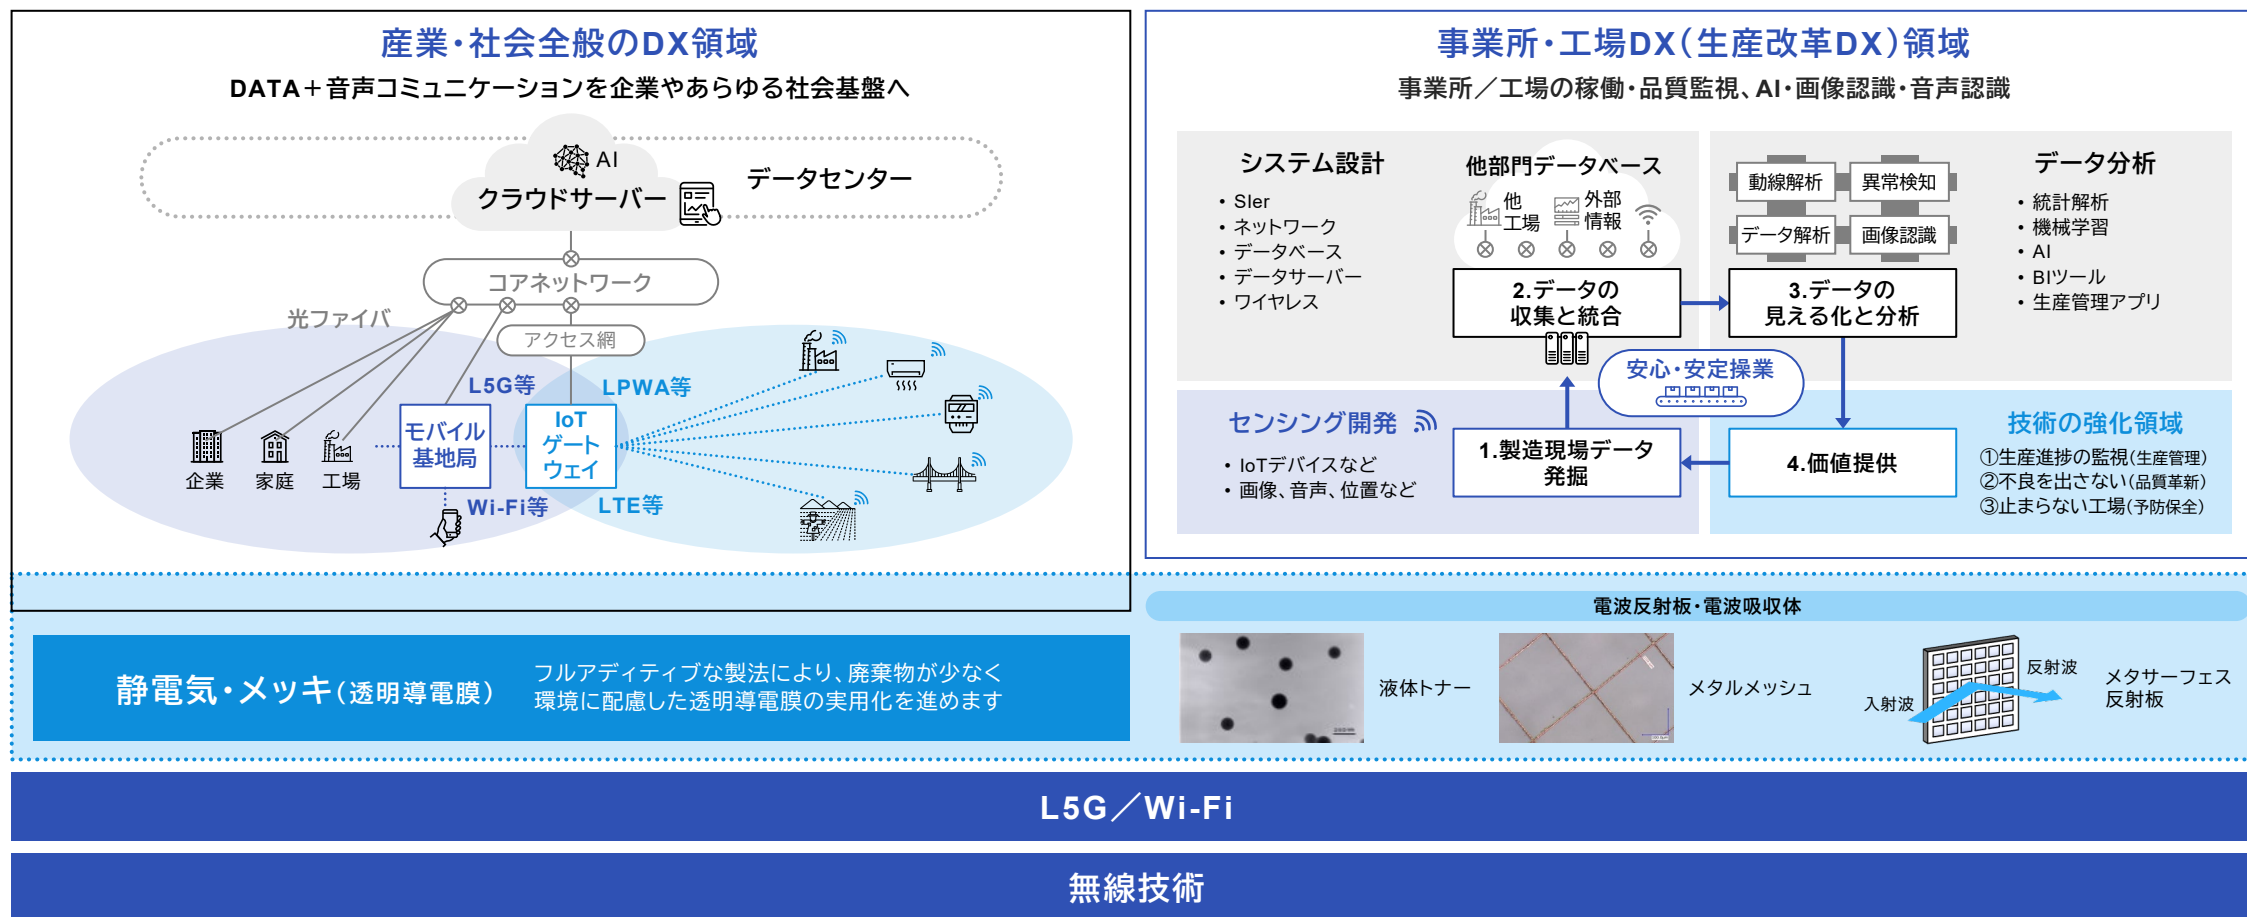 産業・社会全般のDX領域
DATA＋音声コミュニケーションを企業やあらゆる社会基盤へ
AI
クラウドサーバー
データセンター
コアネットワーク
光ファイバ
アクセス網
L5G等
LPWA等
モバイル
基地局
IoT
ゲート
ウェイ
企業
家庭
工場
Wi-Fi等
LTE等
事業所・工場DX（生産改革DX）領域
事業所／工場の稼働・品質監視、AI・画像認識・音声認識
システム設計
• SIer
• ネットワーク
• データベース
• データサーバー
• ワイヤレス
他部門データベース
他
工場
外部
情報
2.データの
収集と統合
動線解析
異常検知
データ解析
画像認識
3.データの
見える化と分析
データ分析
• 統計解析
• 機械学習
• AI
• BIツール
• 生産管理アプリ
安心・安定操業
センシング開発
• IoTデバイスなど
• 画像、音声、位置など
1.製造現場データ
発掘
4.価値提供
技術の強化領域
①生産進捗の監視(生産管理)
②不良を出さない(品質革新)
③止まらない工場(予防保全)
電波反射板・電波吸収体
静電気・メッキ（透明導電膜）
フルアディティブな製法により、廃棄物が少なく
環境に配慮した透明導電膜の実用化を進めます
液体トナー
メタルメッシュ
入射波
反射波
メタサーフェス
反射板
L5G／Wi-Fi
無線技術